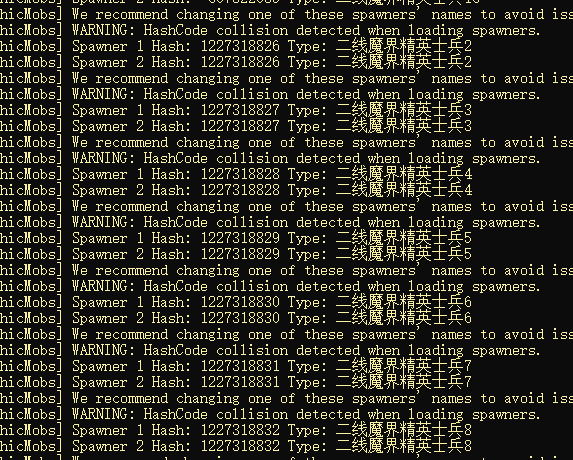 hicMobs] We recommend changing one of these spawners' names to avoid iss
hicMobs] WARNING: HashCode collision detected when loading spawners.
hicMobs] Spawner 1 Hash: 1227318826 Type: 二线魔界精英士兵2
hicMobs] Spawner 2 Hash: 1227318826 Type: 二线魔界精英士兵2
hicMobs] We recommend changing one of these spawners' names to avoid iss
hicMobs] WARNING: HashCode collision detected when loading spawners.
hicMobs] Spawner 1 Hash: 1227318827 Type: 二线魔界精英士兵3
hicMobs] Spawner 2 Hash: 1227318827 Type: 二线魔界精英士兵3
hicMobs] We recommend changing one of these spawners' names to avoid iss
hicMobs] WARNING: HashCode collision detected when loading spawners.
hicMobs] Spawner 1 Hash: 1227318828 Type: 二线魔界精英士兵4
hicMobs] Spawner 2 Hash: 1227318828 Type: 二线魔界精英士兵4
hicMobs] We recommend changing one of these spawners' names to avoid iss
hicMobs] WARNING: HashCode collision detected when loading spawners.
hicMobs] Spawner 1 Hash: 1227318829 Type: 二线魔界精英士兵5
hicMobs] Spawner 2 Hash: 1227318829 Type: 二线魔界精英士兵5
hicMobs] We recommend changing one of these spawners' names to avoid iss
hicMobs] WARNING: HashCode collision detected when loading spawners.
hicMobs] Spawner 1 Hash: 1227318830 Type: 二线魔界精英士兵6
hicMobs] Spawner 2 Hash: 1227318830 Type: 二线魔界精英士兵6
hicMobs] We recommend changing one of these spawners' names to avoid iss
hicMobs] WARNING: HashCode collision detected when loading spawners.
hicMobs] Spawner 1 Hash: 1227318831 Type: 二线魔界精英士兵7
hicMobs] Spawner 2 Hash: 1227318831 Type: 二线魔界精英士兵7
hicMobs] We recommend changing one of these spawners' names to avoid iss
hicMobs] WARNING: HashCode collision detected when loading spawners.
hicMobs] Spawner 1 Hash: 1227318832 Type: 二线魔界精英士兵8
hicMobs] Spawner 2 Hash: 1227318832 Type: 二线魔界精英士兵8